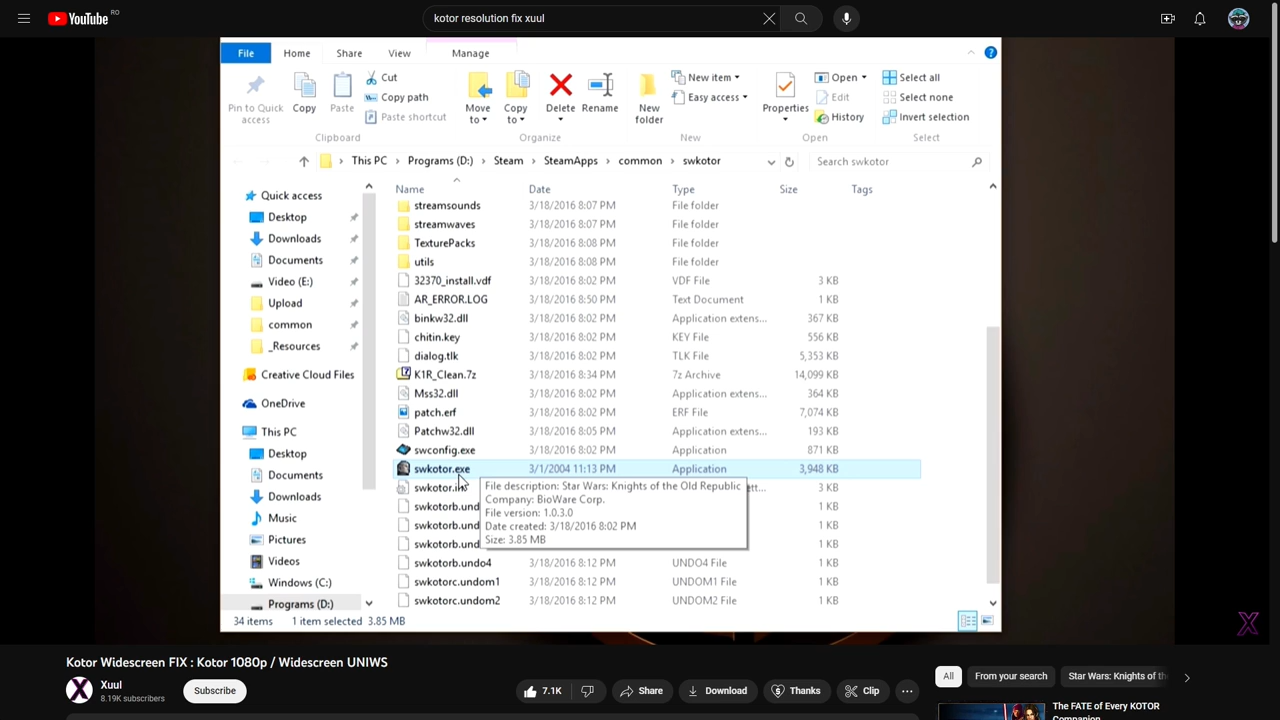 YouTube RO
kotor resolution fix xuul
File Home Share View Manage
Pin to Quick access
Copy
Paste
Cut
Copy path
Paste shortcut
Clipboard
Move to
Copy to
Delete
Rename
Organize
New folder
New item
Easy access
New
Properties
Open
Edit
History
Open
Select all
Select none
Invert selection
Select
This PC Programs (D:) Steam SteamApps common swkotor
Search swkotor
Quick access
Desktop
Downloads
Documents
Video (E:)
Upload
common
_Resources
Creative Cloud Files
OneDrive
This PC
Desktop
Documents
Downloads
Music
Pictures
Videos
Windows (C:)
Programs (D:)
Name Date Type Size Tags
streamsounds 3/18/2016 8:07 PM File folder
streamwaves 3/18/2016 8:07 PM File folder
TexturePacks 3/18/2016 8:08 PM File folder
utils 3/18/2016 8:08 PM File folder
32370_install.vdf 3/18/2016 8:02 PM VDF File 3 KB
AR_ERROR.LOG 3/18/2016 8:50 PM Text Document 1 KB
binkw32.dll 3/18/2016 8:02 PM Application extens... 367 KB
chitin.key 3/18/2016 8:02 PM KEY File 556 KB
dialog.tlk 3/18/2016 8:02 PM TLK File 5,353 KB
K1R_Clean.7z 3/18/2016 8:34 PM 7z Archive 14,099 KB
Mss32.dll 3/18/2016 8:02 PM Application extens... 364 KB
patch.erf 3/18/2016 8:02 PM ERF File 7,074 KB
Patchw32.dll 3/18/2016 8:05 PM Application extens... 193 KB
swconfig.exe 3/18/2016 8:02 PM Application 871 KB
swkotor.exe 3/1/2004 11:13 PM Application 3,948 KB
swkotor.in ett... 3 KB
swkotorb.und 1 KB
swkotorb.und 1 KB
swkotorb.und 1 KB
swkotorb.undo4 3/18/2016 8:12 PM UNDO4 File 1 KB
swkotorc.undom1 3/18/2016 8:12 PM UNDOM1 File 1 KB
swkotorc.undom2 3/18/2016 8:12 PM UNDOM2 File 1 KB
File description: Star Wars: Knights of the Old Republic
Company: BioWare Corp.
File version: 1.0.3.0
Date created: 3/18/2016 8:02 PM
Size: 3.85 MB
34 items 1 item selected 3.85 MB
Kotor Widescreen FIX : Kotor 1080p / Widescreen UNIWS
Xuul
8.19K subscribers
Subscribe
7.1K
Share
Download
Thanks
Clip
All
From your search
Star Wars: Knights of th
The FATE of Every KOTOR
Companion